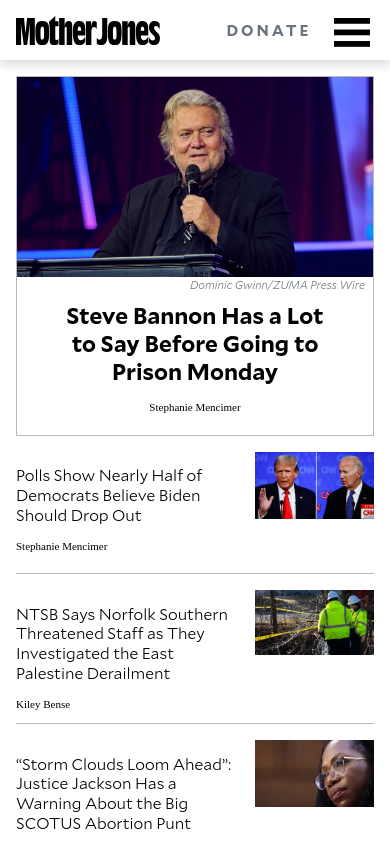 Mother Jones
DONATE
Dominic Gwinn/ZUMA Press Wire
Steve Bannon Has a Lot
to Say Before Going to
Prison Monday
Stephanie Mencimer
Polls Show Nearly Half of
Democrats Believe Biden
Should Drop Out
Stephanie Mencimer
NTSB Says Norfolk Southern
Threatened Staff as They
Investigated the East
Palestine Derailment
Kiley Bense
“Storm Clouds Loom Ahead”:
Justice Jackson Has a
Warning About the Big
SCOTUS Abortion Punt